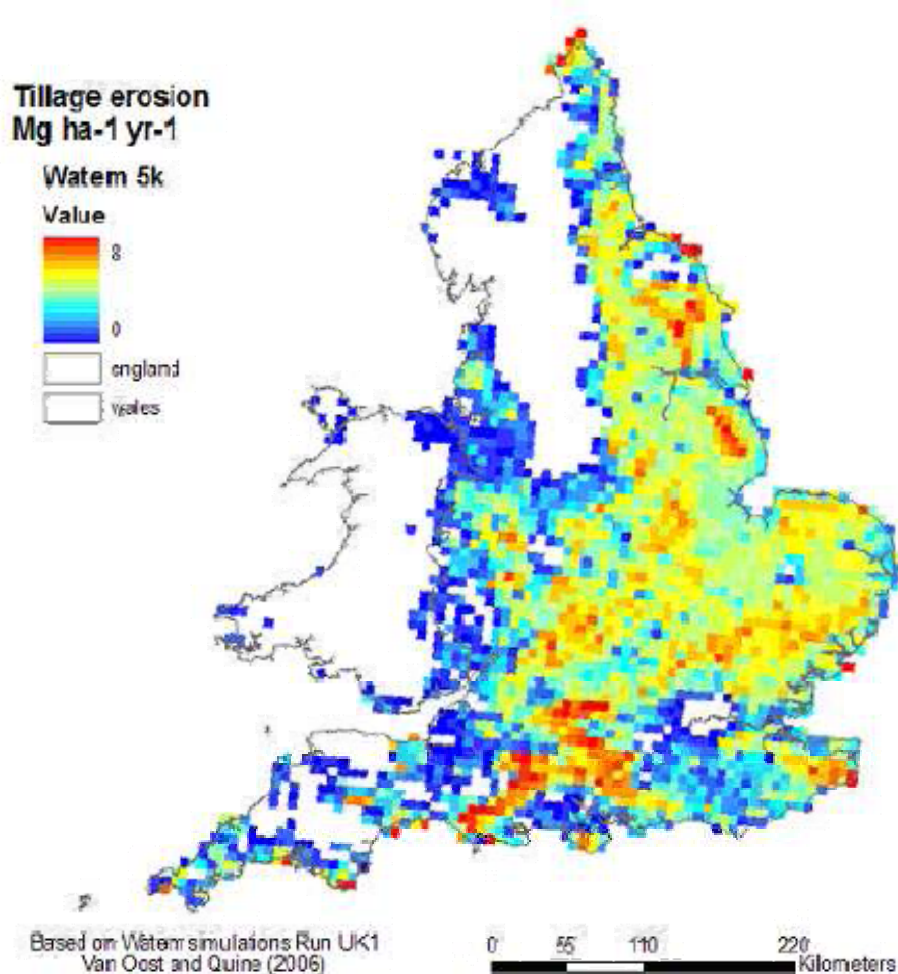 Tillage erosion
Mg ha-1 yr-1
Watem 5k
Value
8
0
england
wales
Based on Watem simulations Run UK1
Van Oost and Quine (2006)
0 55 110 220
Kilometers